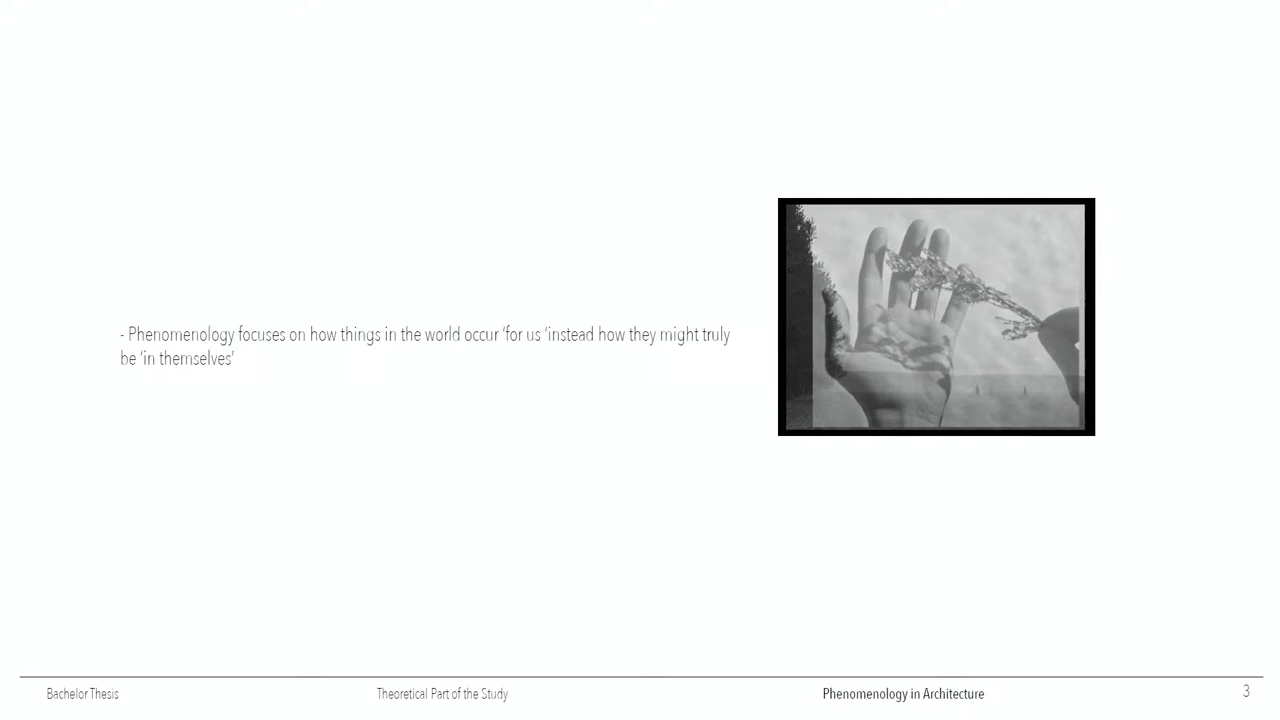 - Phenomenology focuses on how things in the world occur ‘for us ‘instead how they might truly
be ‘in themselves’
Bachelor Thesis
Theoretical Part of the Study
Phenomenology in Architecture
3